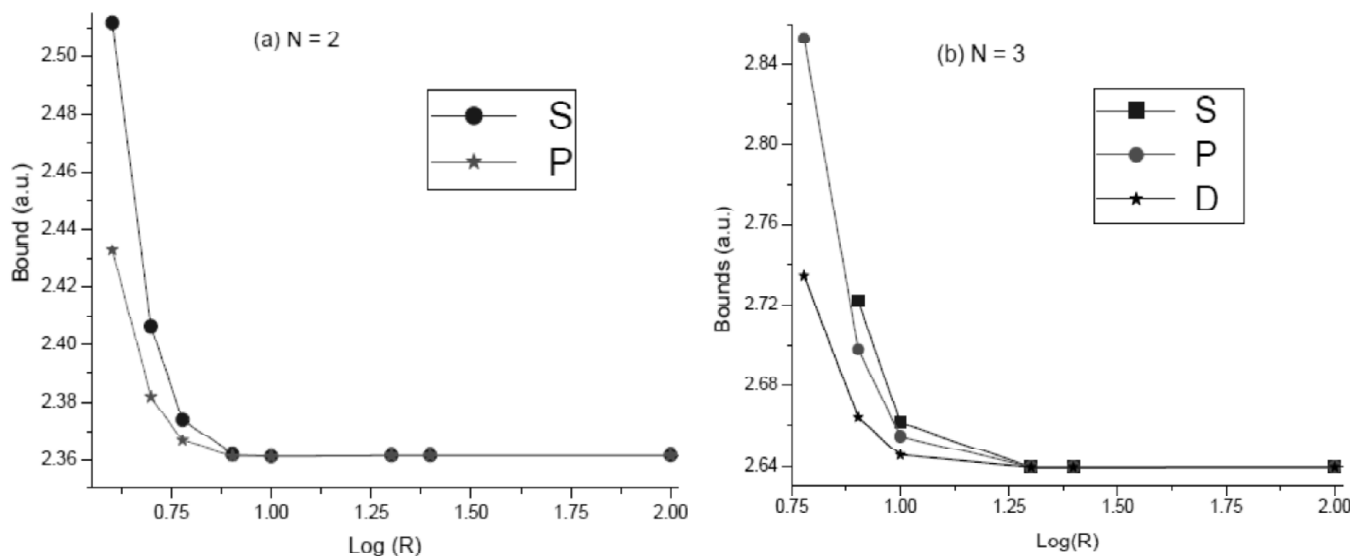 (a) N = 2
S
P
Bound (a.u.)
2.50
2.48
2.46
2.44
2.42
2.40
2.38
2.36
0.75
1.00
1.25
1.50
1.75
2.00
Log (R)
(b) N = 3
S
P
D
Bounds (a.u.)
2.84
2.80
2.76
2.72
2.68
2.64
0.75
1.00
1.25
1.50
1.75
2.00
Log(R)